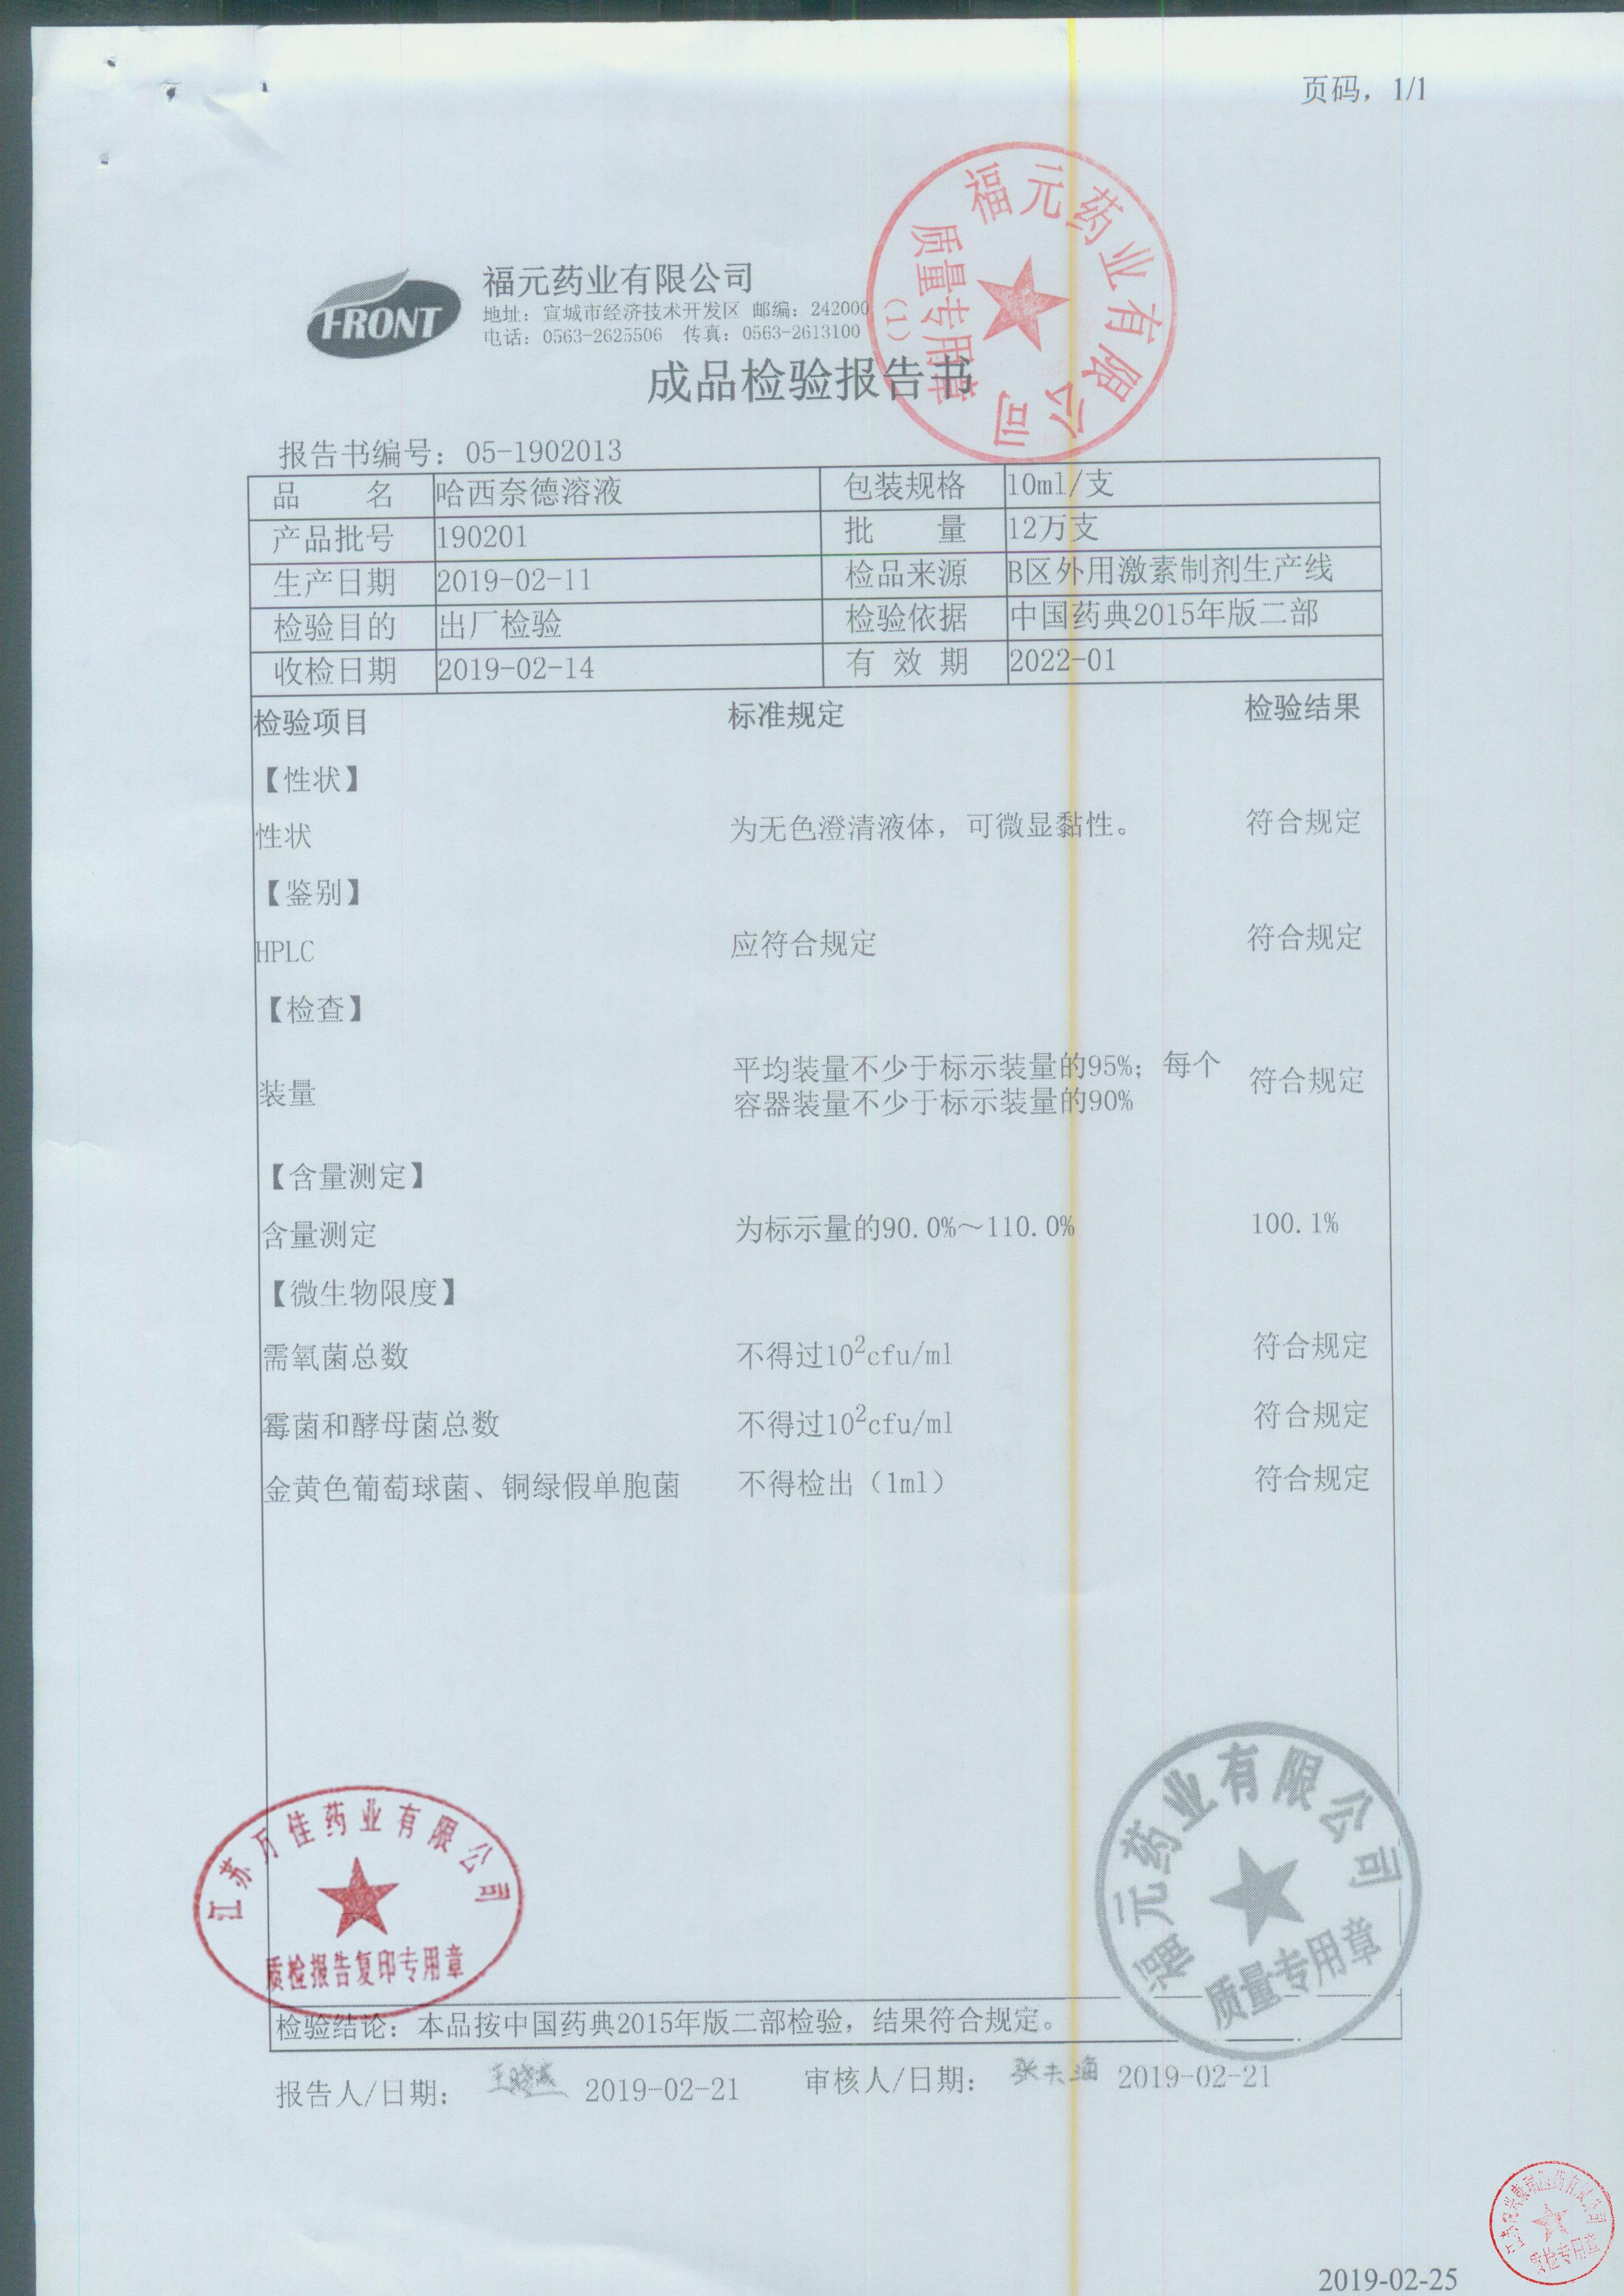 页码，1/1
福元药业有限公司
质量专用章
(1)
FRONT
福元药业有限公司
地址：宣城市经济技术开发区 邮编：242000
电话：0563-2625506 传真：0563-2613100
成品检验报告书
报告书编号：05-1902013
品 名 哈西奈德溶液 包装规格 10ml/支
产品批号 190201 批 量 12万支
生产日期 2019-02-11 检品来源 B区外用激素制剂生产线
检验目的 出厂检验 检验依据 中国药典2015年版二部
收检日期 2019-02-14 有 效 期 2022-01
检验项目 标准规定 检验结果
【性状】
性状 为无色澄清液体，可微显黏性。 符合规定
【鉴别】
HPLC 应符合规定 符合规定
【检查】
装量 平均装量不少于标示装量的95%；每个 符合规定
容器装量不少于标示装量的90%
【含量测定】
含量测定 为标示量的90.0%～110.0% 100.1%
【微生物限度】
需氧菌总数 不得过10²cfu/ml 符合规定
霉菌和酵母菌总数 不得过10²cfu/ml 符合规定
金黄色葡萄球菌、铜绿假单胞菌 不得检出（1ml） 符合规定
江苏万佳药业有限公司
质检报告复印专用章
福元药业有限公司
质量专用章
检验结论：本品按中国药典2015年版二部检验，结果符合规定。
报告人/日期： 2019-02-21 审核人/日期： 2019-02-21
质检专用章
2019-02-25